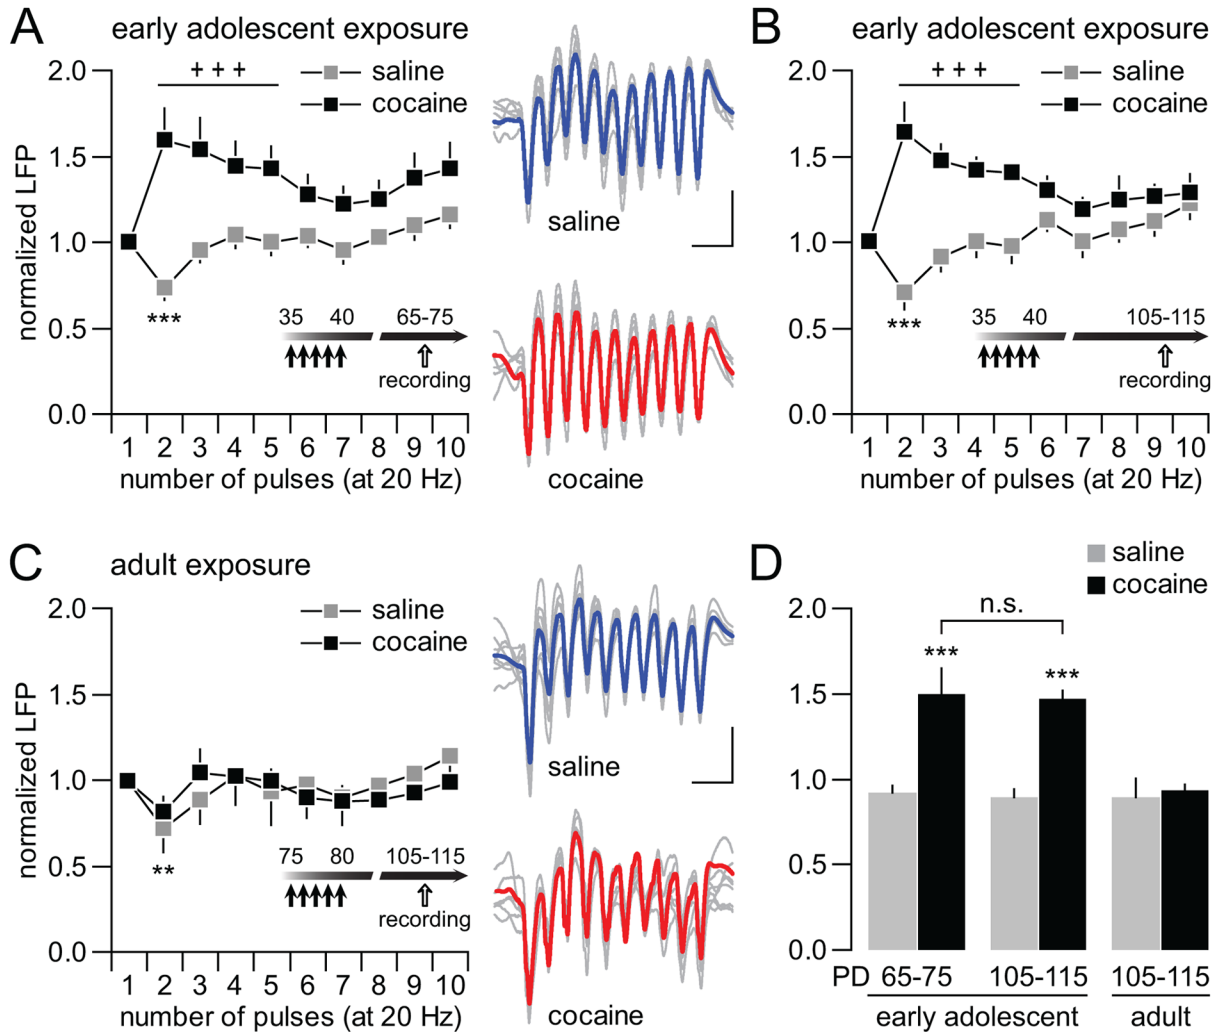 A early adolescent exposure
2.0
1.5
1.0
0.5
0.0
normalized LFP
+ + +
saline
cocaine
***
35 40 65-75
recording
1 2 3 4 5 6 7 8 9 10
number of pulses (at 20 Hz)
saline
cocaine
B early adolescent exposure
2.0
1.5
1.0
0.5
0.0
+ + +
saline
cocaine
***
35 40 105-115
recording
1 2 3 4 5 6 7 8 9 10
number of pulses (at 20 Hz)
C adult exposure
2.0
1.5
1.0
0.5
0.0
normalized LFP
saline
cocaine
**
75 80 105-115
recording
1 2 3 4 5 6 7 8 9 10
number of pulses (at 20 Hz)
saline
cocaine
D
saline
cocaine
2.0
1.5
1.0
0.5
0.0
n.s.
***
***
PD 65-75 105-115 105-115
early adolescent adult